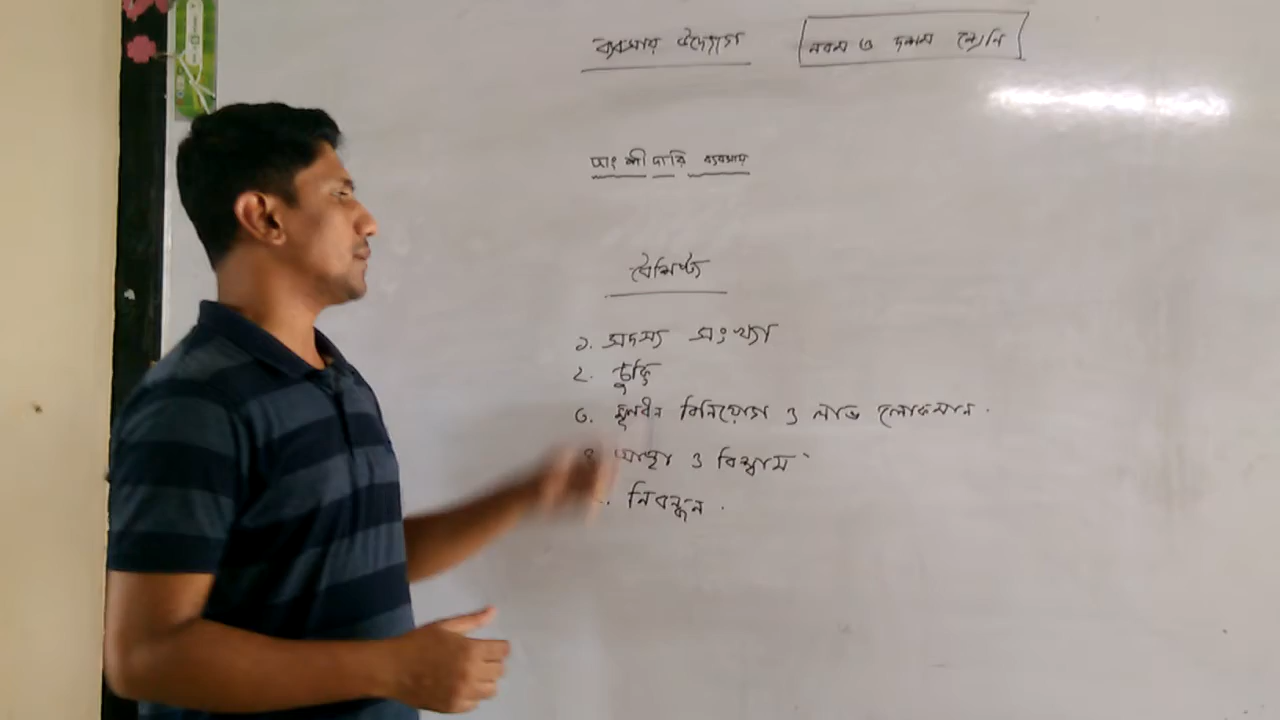 ব্যবসায় উদ্যোগ
নবম ও দশম শ্রেনি
অংশীদারি ব্যবসায়
বৈশিষ্ট্য
১. সদস্য সংখ্যা
২. চুক্তি
৩. মূলধন বিনিয়োগ ও লাভ লোকসান.
আস্থা ও বিশ্বাস
নিবন্ধন.